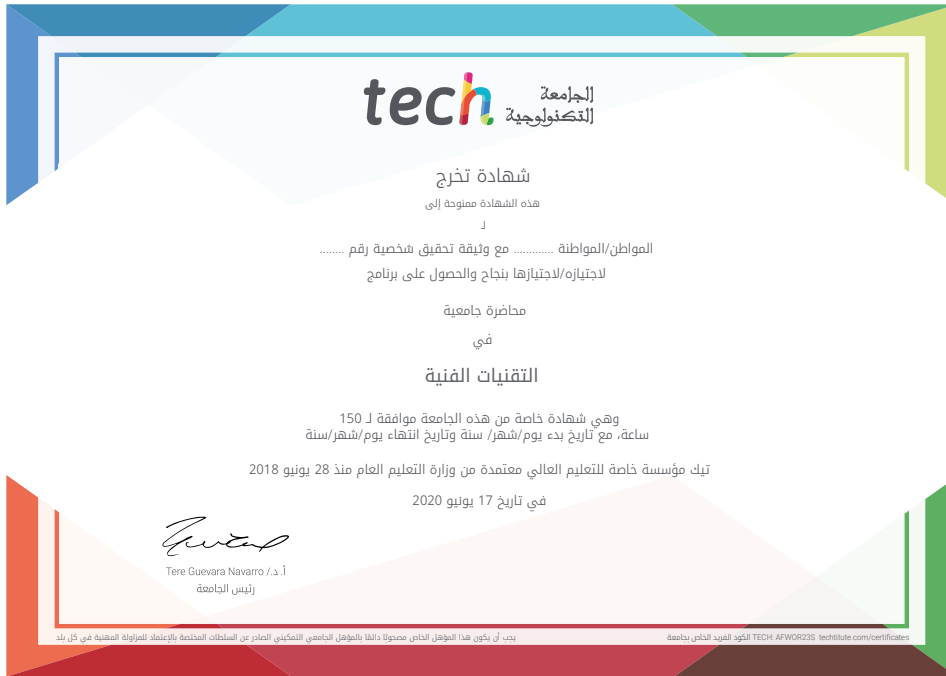 tech الجامعة
التكنولوجية
شهادة تخرج
هذه الشهادة ممنوحة إلى
لـ
المواطن/المواطنة ............. مع وثيقة تحقيق شخصية رقم ........
لاجتيازه/لاجتيازها بنجاح والحصول على برنامج
محاضرة جامعية
في
التقنيات الفنية
وهي شهادة خاصة من هذه الجامعة موافقة لـ 150
ساعة، مع تاريخ بدء يوم/شهر/ سنة وتاريخ انتهاء يوم/شهر/سنة
تيك مؤسسة خاصة للتعليم العالي معتمدة من وزارة التعليم العام منذ 28 يونيو 2018
في تاريخ 17 يونيو 2020
أ. د./ Tere Guevara Navarro
رئيس الجامعة
الكود الفريد الخاص بجامعة TECH: AFWOR23S techtitute.com/certificates
يجب أن يكون هذا المؤهل الخاص مصحوبًا دائمًا بالمؤهل الجامعي التمكيني الصادر عن السلطات المختصة بالإعتماد للمزاولة المهنية في كل بلد